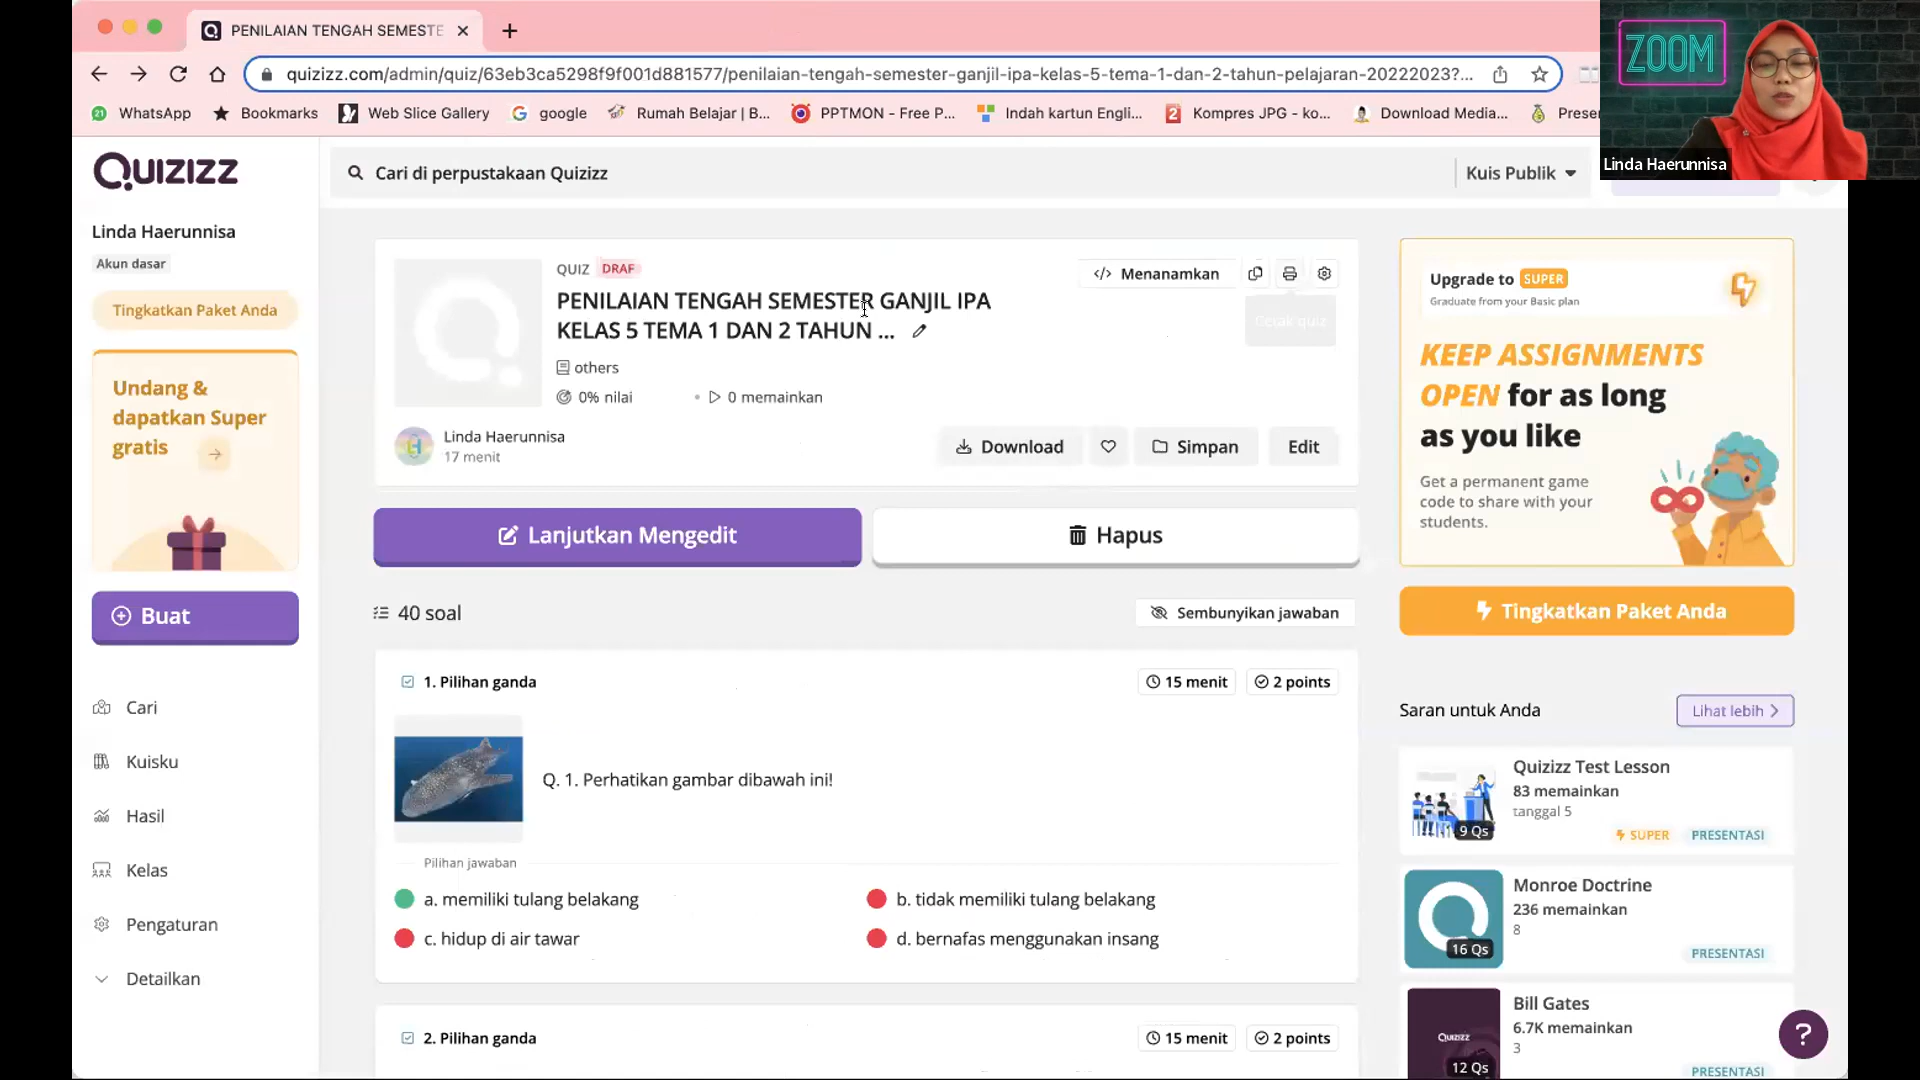 PENILAIAN TENGAH SEMESTE
quizizz.com/admin/quiz/63eb3ca5298f9f001d881577/penilaian-tengah-semester-ganjil-ipa-kelas-5-tema-1-dan-2-tahun-pelajaran-20222023?...
21 WhatsApp
Bookmarks
Web Slice Gallery
google
Rumah Belajar | B...
PPTMON - Free P...
Indah kartun Engli...
Kompres JPG - ko...
Download Media...
Prese
ZOOM
Linda Haerunnisa
QUIZIZZ
Cari di perpustakaan Quizizz
Kuis Publik
Linda Haerunnisa
Akun dasar
Tingkatkan Paket Anda
Undang &
dapatkan Super
gratis
Buat
Cari
Kuisku
Hasil
Kelas
Pengaturan
Detailkan
QUIZ DRAF
Menanamkan
PENILAIAN TENGAH SEMESTER GANJIL IPA
KELAS 5 TEMA 1 DAN 2 TAHUN ...
Cetak quiz
others
0% nilai • 0 memainkan
Linda Haerunnisa
17 menit
Download
Simpan
Edit
Lanjutkan Mengedit
Hapus
40 soal
Sembunyikan jawaban
1. Pilihan ganda
15 menit
2 points
Q. 1. Perhatikan gambar dibawah ini!
Pilihan jawaban
a. memiliki tulang belakang
b. tidak memiliki tulang belakang
c. hidup di air tawar
d. bernafas menggunakan insang
2. Pilihan ganda
15 menit
2 points
Upgrade to SUPER
Graduate from your Basic plan
KEEP ASSIGNMENTS
OPEN for as long
as you like
Get a permanent game
code to share with your
students.
Tingkatkan Paket Anda
Saran untuk Anda
Lihat lebih
Quizizz Test Lesson
83 memainkan
tanggal 5
9 Qs
SUPER
PRESENTASI
Monroe Doctrine
236 memainkan
8
16 Qs
PRESENTASI
Bill Gates
6.7K memainkan
3
QUIZIZZ
12 Qs
PRESENTASI
?